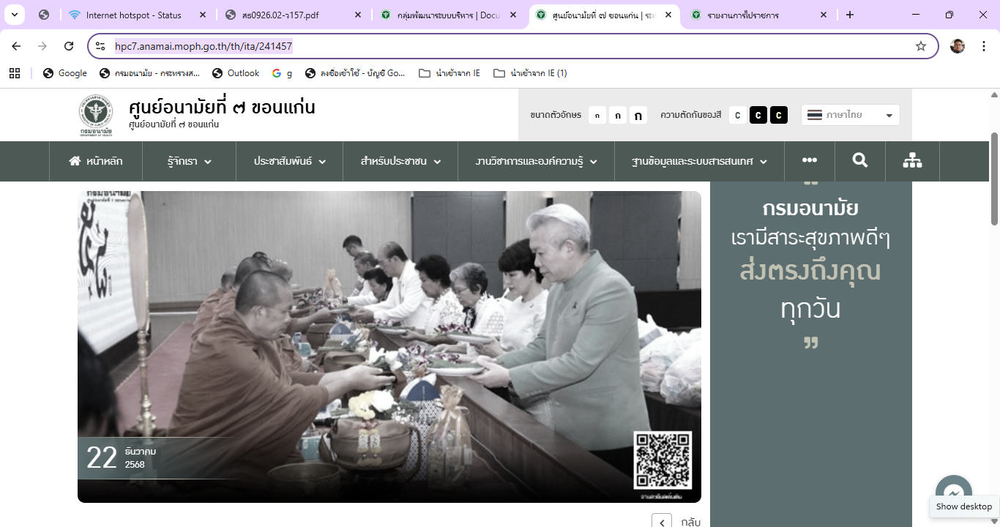 Internet hotspot - Status
สธ0926.02-ว157.pdf
กลุ่มพัฒนาระบบบริหาร | Docu
ศูนย์อนามัยที่ ๗ ขอนแก่น | ระบ
รายงานการไปราชการ
hpc7.anamai.moph.go.th/th/ita/241457
Google
กรมอนามัย - กระทรวงส...
Outlook
g
ลงชื่อเข้าใช้ - บัญชี Go...
นำเข้าจาก IE
นำเข้าจาก IE (1)
กรมอนามัย
DEPARTMENT OF HEALTH
ศูนย์อนามัยที่ ๗ ขอนแก่น
ศูนย์อนามัยที่ ๗ ขอนแก่น
ขนาดตัวอักษร ก ก ก ความตัดกันของสี C C C ภาษาไทย
หน้าหลัก รู้จักเรา ประชาสัมพันธ์ สำหรับประชาชน งานวิชาการและองค์ความรู้ ฐานข้อมูลและระบบสารสนเทศ
กรมอนามัย
เรามีสาระสุขภาพดีๆ
ส่งตรงถึงคุณ
ทุกวัน
22 ธันวาคม
2568
กลับ
Show desktop